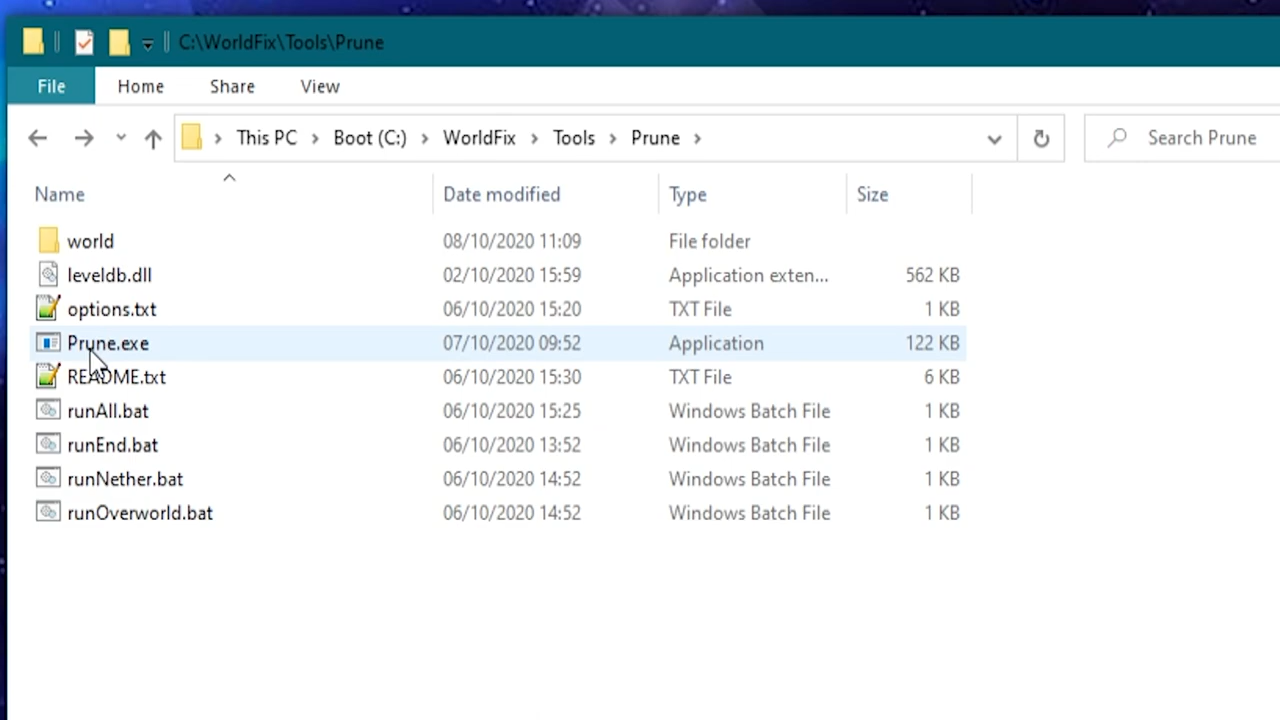 C:\WorldFix\Tools\Prune
File Home Share View
This PC Boot (C:) WorldFix Tools Prune Search Prune
Name Date modified Type Size
world 08/10/2020 11:09 File folder
leveldb.dll 02/10/2020 15:59 Application exten... 562 KB
options.txt 06/10/2020 15:20 TXT File 1 KB
Prune.exe 07/10/2020 09:52 Application 122 KB
README.txt 06/10/2020 15:30 TXT File 6 KB
runAll.bat 06/10/2020 15:25 Windows Batch File 1 KB
runEnd.bat 06/10/2020 13:52 Windows Batch File 1 KB
runNether.bat 06/10/2020 14:52 Windows Batch File 1 KB
runOverworld.bat 06/10/2020 14:52 Windows Batch File 1 KB